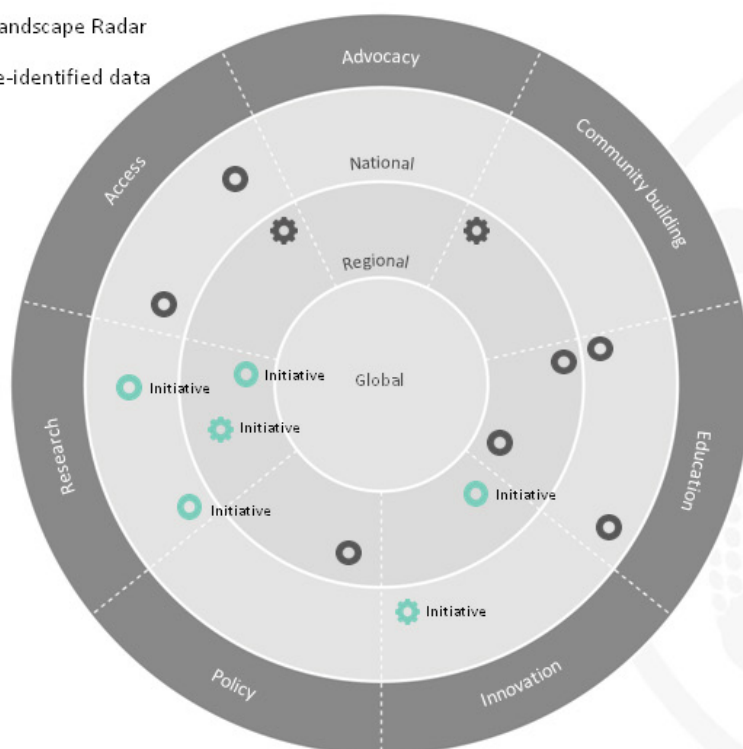 andscape Radar
e-identified data
Advocacy
Access
National
Community building
Regional
Global
Initiative
Initiative
Initiative
Research
Education
Initiative
Initiative
Initiative
Policy
Innovation